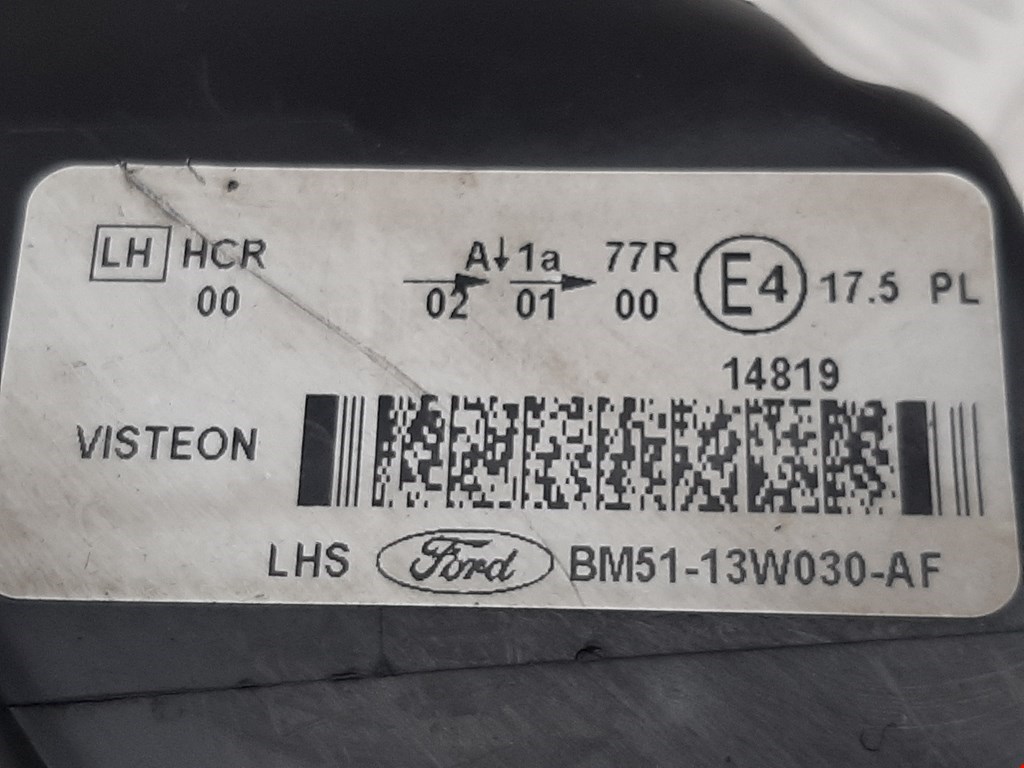 LH HCR A↓ 1a 77R E4 17.5 PL
00 02 01 00
14819
VISTEON
LHS Ford BM51-13W030-AF